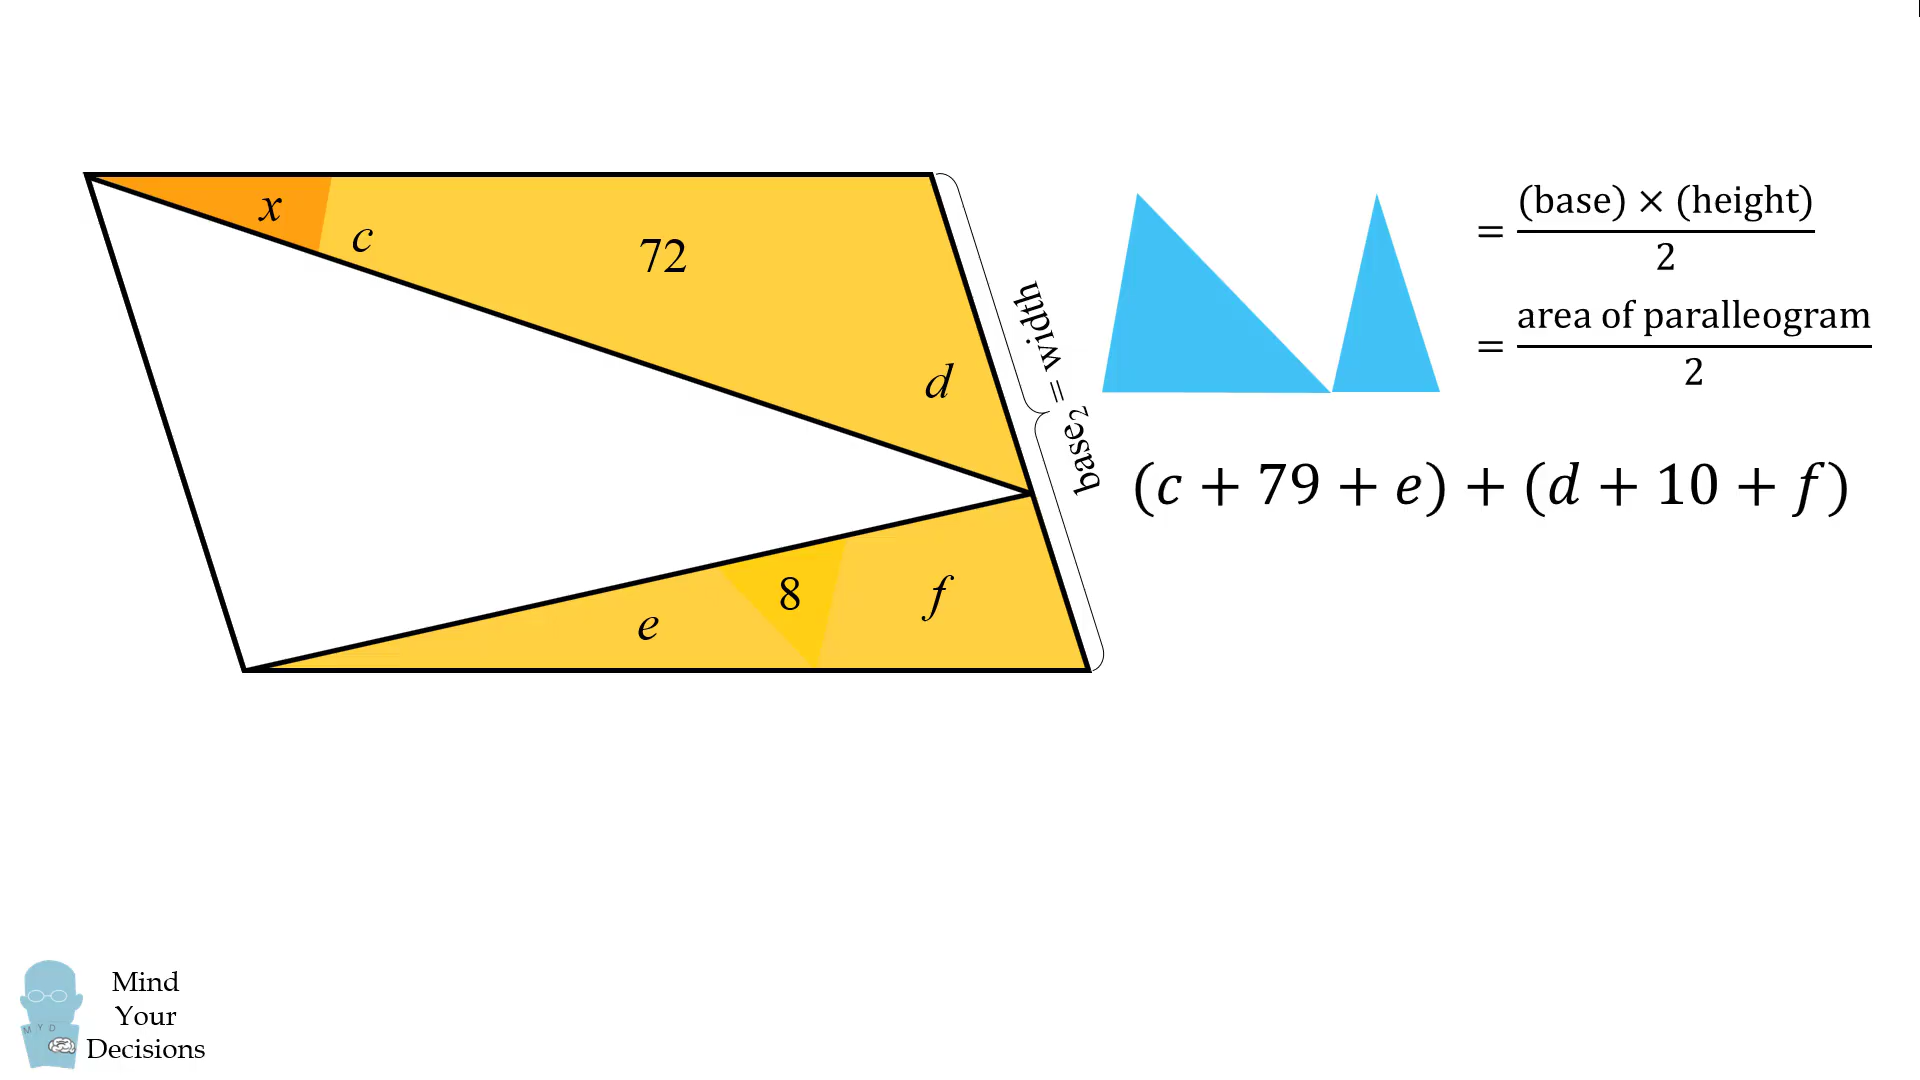 x
c
72
d
e
8
f
base₂ = width
= (base) × (height) / 2
= area of paralleogram / 2
(c + 79 + e) + (d + 10 + f)
M Y D
Mind
Your
Decisions